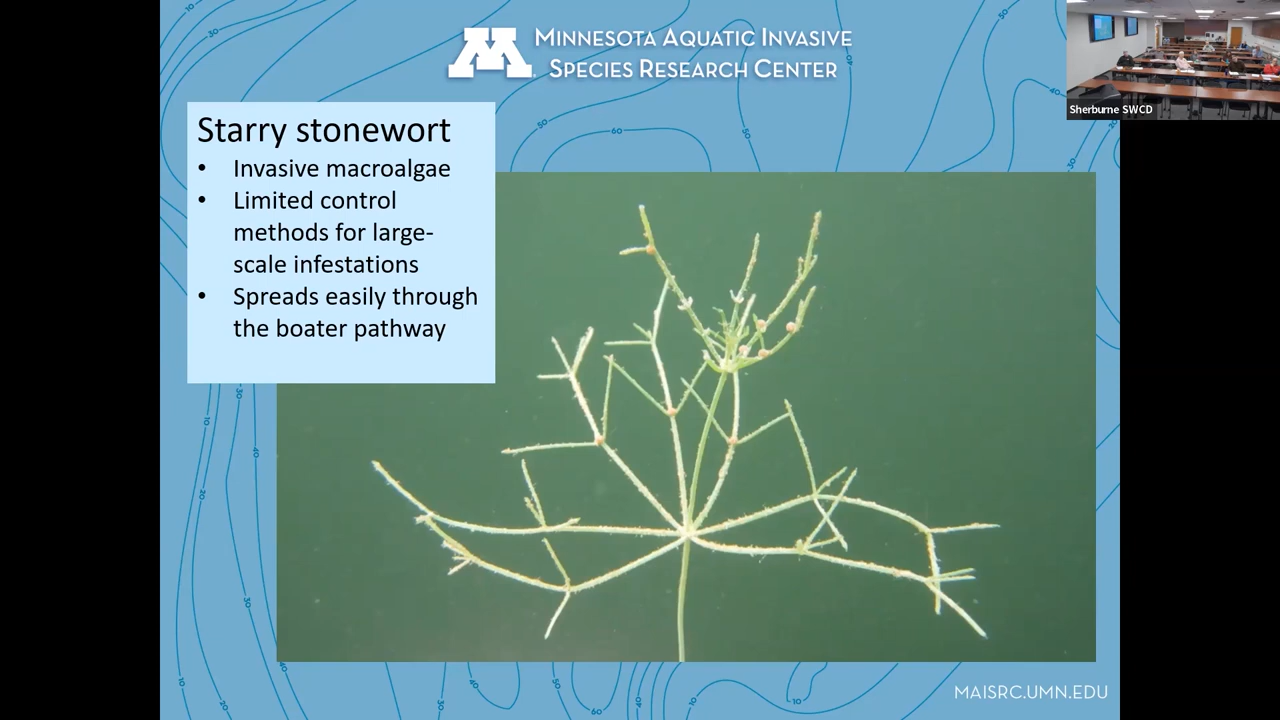 MINNESOTA AQUATIC INVASIVE
SPECIES RESEARCH CENTER
Sherburne SWCD
Starry stonewort
• Invasive macroalgae
• Limited control
methods for large-
scale infestations
• Spreads easily through
the boater pathway
MAISRC.UMN.EDU